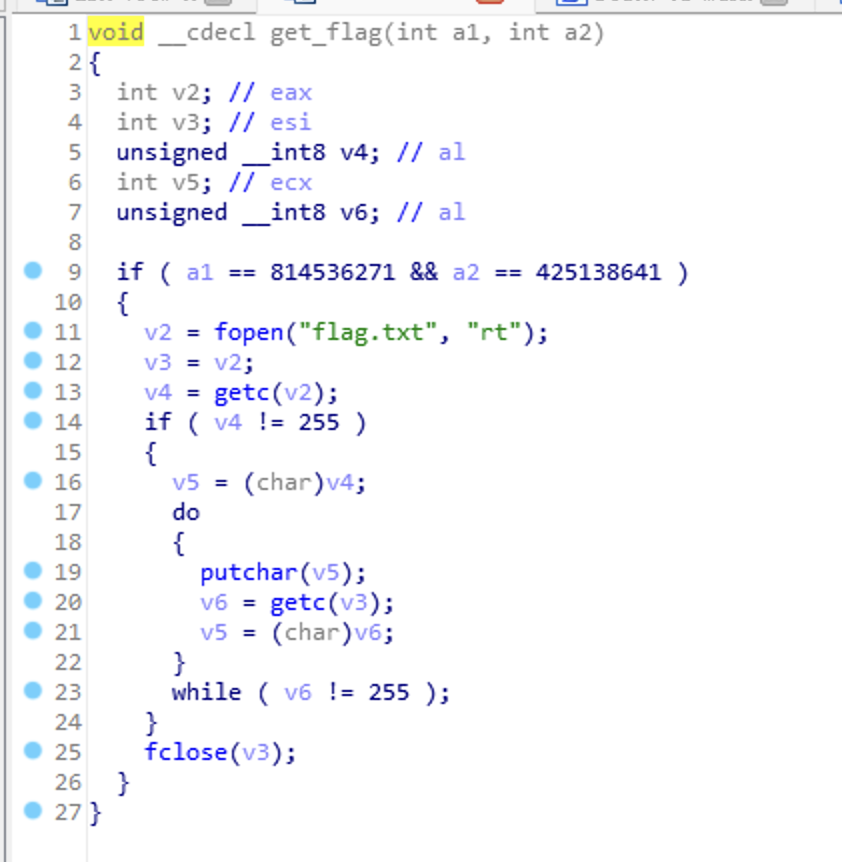 1 void __cdecl get_flag(int a1, int a2)
2 {
3 int v2; // eax
4 int v3; // esi
5 unsigned __int8 v4; // al
6 int v5; // ecx
7 unsigned __int8 v6; // al
8
9 if ( a1 == 814536271 && a2 == 425138641 )
10 {
11 v2 = fopen("flag.txt", "rt");
12 v3 = v2;
13 v4 = getc(v2);
14 if ( v4 != 255 )
15 {
16 v5 = (char)v4;
17 do
18 {
19 putchar(v5);
20 v6 = getc(v3);
21 v5 = (char)v6;
22 }
23 while ( v6 != 255 );
24 }
25 fclose(v3);
26 }
27 }